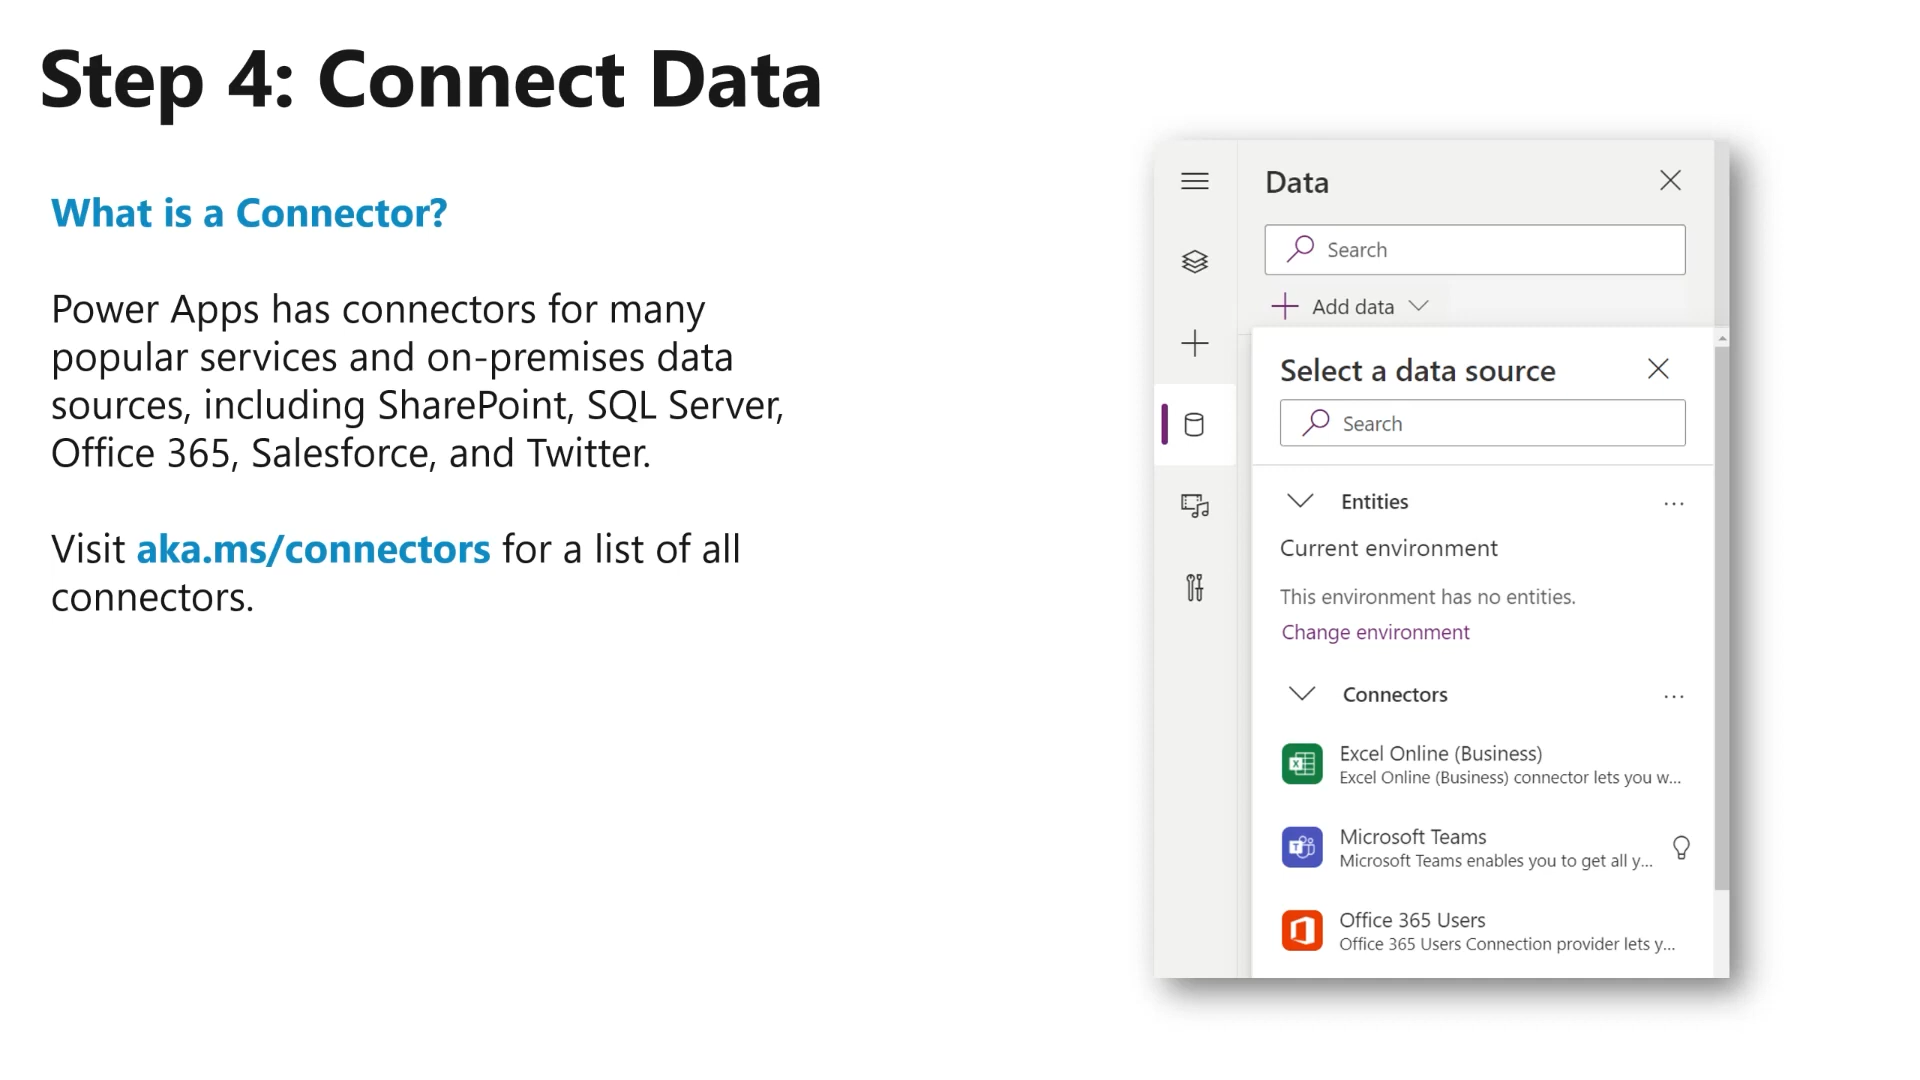 Step 4: Connect Data
What is a Connector?
Power Apps has connectors for many
popular services and on-premises data
sources, including SharePoint, SQL Server,
Office 365, Salesforce, and Twitter.
Visit aka.ms/connectors for a list of all
connectors.
Data
Search
Add data
Select a data source
Search
Entities
Current environment
This environment has no entities.
Change environment
Connectors
Excel Online (Business)
Excel Online (Business) connector lets you w...
Microsoft Teams
Microsoft Teams enables you to get all y...
Office 365 Users
Office 365 Users Connection provider lets y...